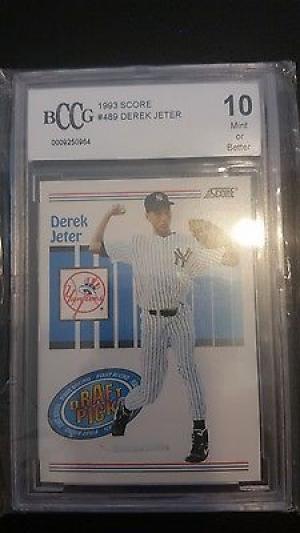 BCCG
1993 SCORE
#489 DEREK JETER
0009250964
10
Mint
or
Better
SCORE
Derek
Jeter
NY
Yankees
DRAFT
PICK